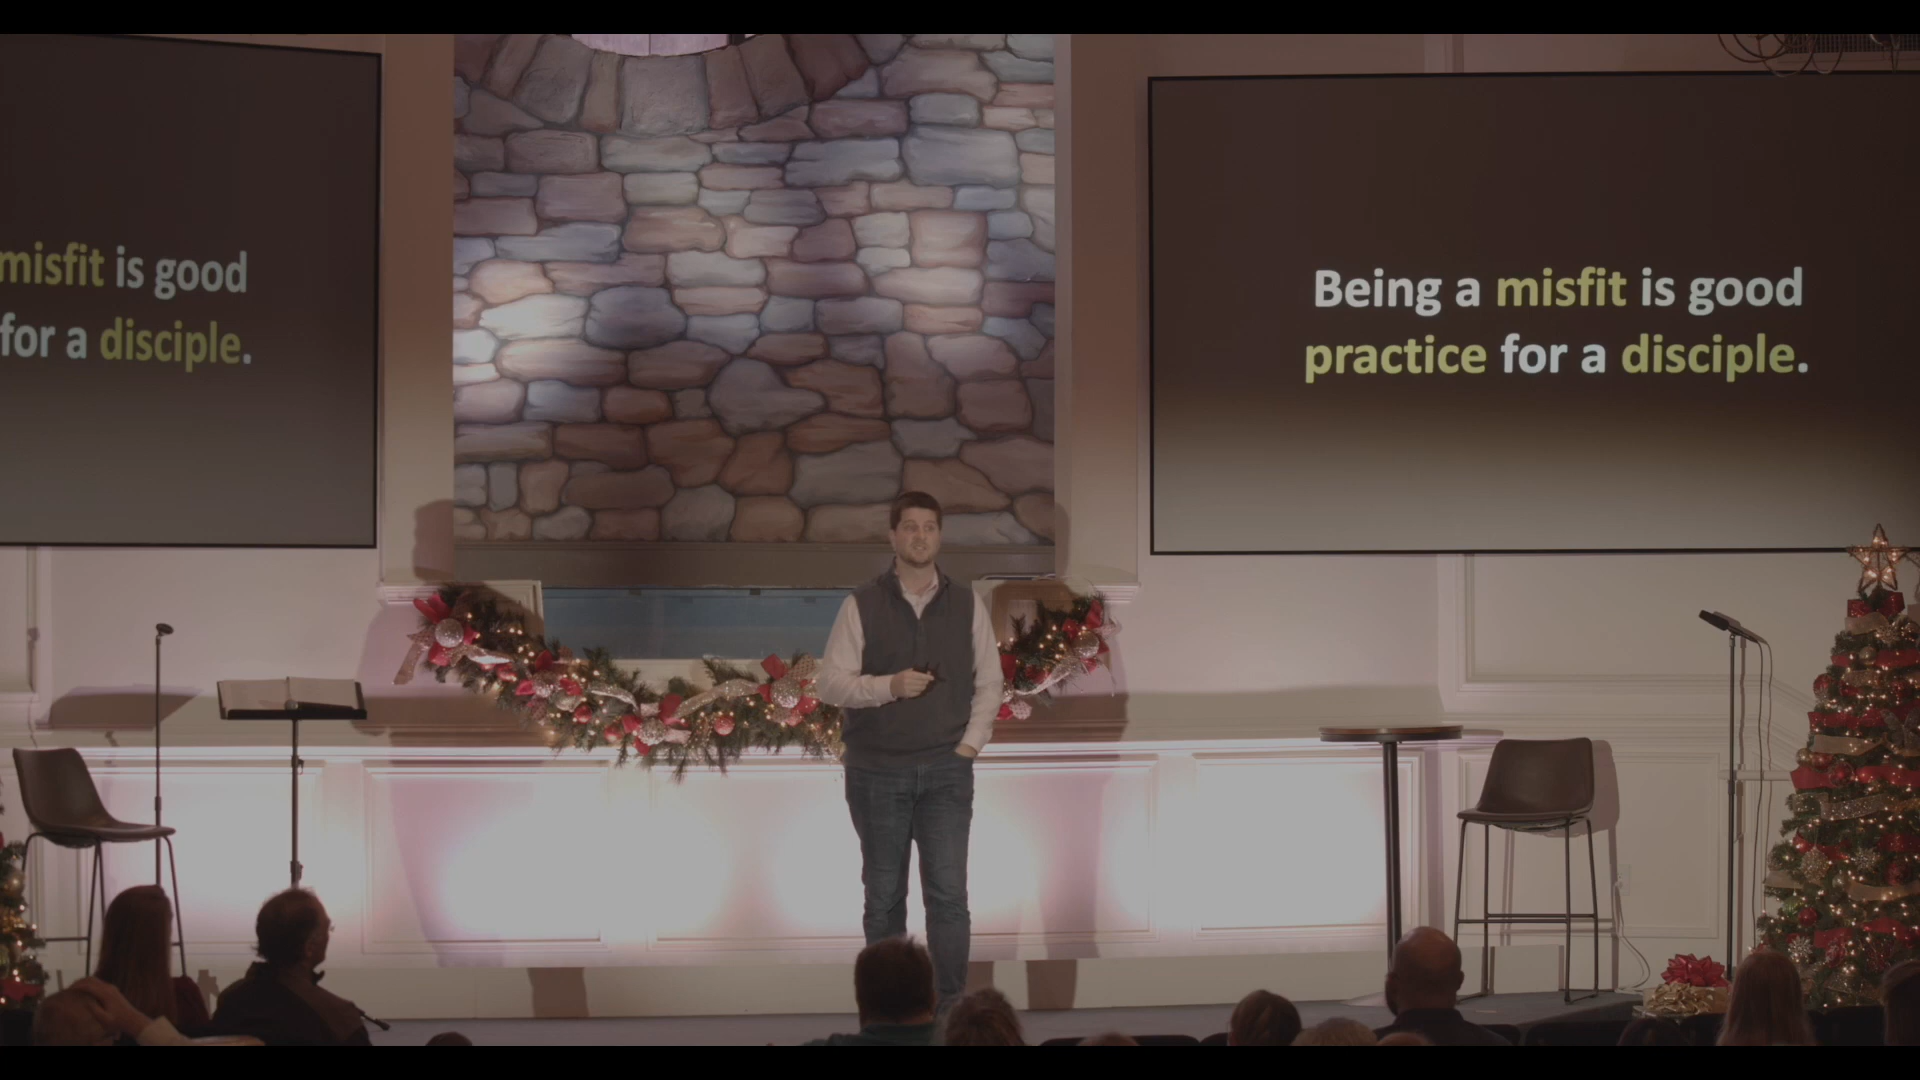 misfit is good
for a disciple.
Being a misfit is good
practice for a disciple.